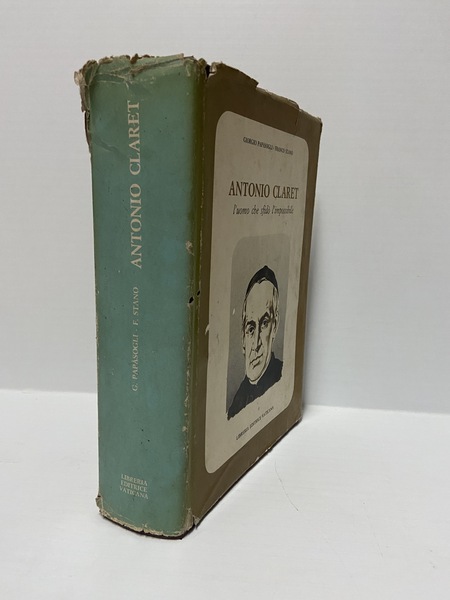 ANTONIO CLARET
G. PAPÀSOGLI - F. STANO
LIBRERIA
EDITRICE
VATICANA
GIORGIO PAPÀSOGLI - FRANCO STANO
ANTONIO CLARET
l'uomo che sfidò l'impossibile
LIBRERIA EDITRICE VATICANA